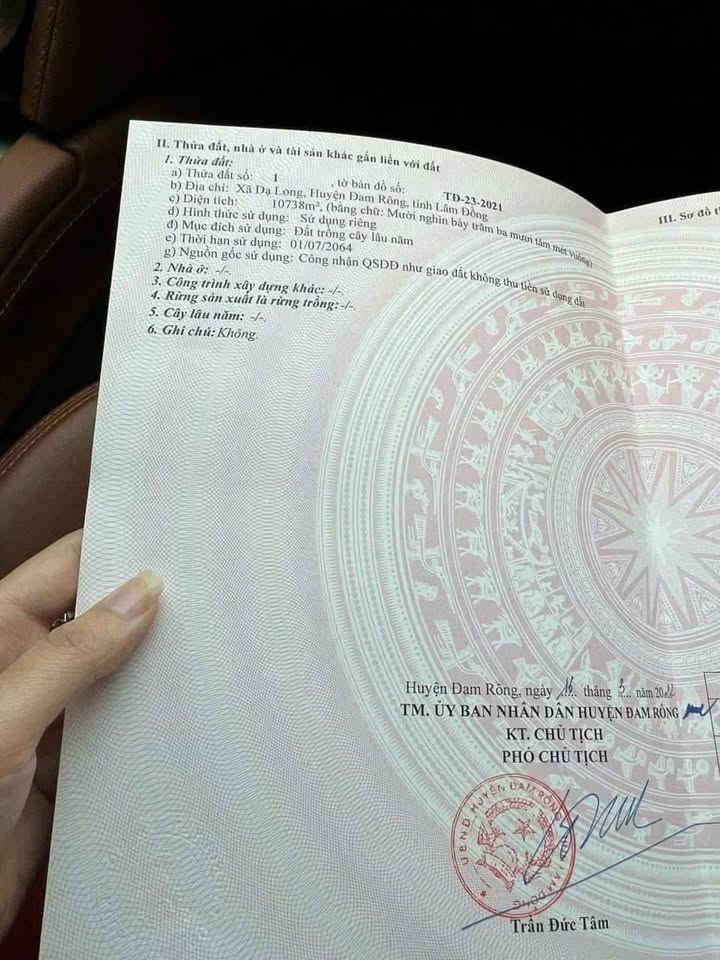 II. Thửa đất, nhà ở và tài sản khác gắn liền với đất
1. Thửa đất:
a) Thửa đất số: 1 , tờ bản đồ số: TĐ-23-2021
b) Địa chỉ: Xã Dạ Long, Huyện Đam Rông, tỉnh Lâm Đồng
c) Diện tích: 10738m², (bằng chữ: Mười nghìn bảy trăm ba mươi tám mét vuông)
d) Hình thức sử dụng: Sử dụng riêng
đ) Mục đích sử dụng: Đất trồng cây lâu năm
e) Thời hạn sử dụng: 01/07/2064
g) Nguồn gốc sử dụng: Công nhận QSDĐ như giao đất không thu tiền sử dụng đất
2. Nhà ở: -/-.
3. Công trình xây dựng khác: -/-.
4. Rừng sản xuất là rừng trồng: -/-.
5. Cây lâu năm: -/-.
6. Ghi chú: Không.
III. Sơ đồ t
Huyện Đam Rông, ngày 16 tháng 3 năm 2022
TM. ỦY BAN NHÂN DÂN HUYỆN ĐAM RÔNG
KT. CHỦ TỊCH
PHÓ CHỦ TỊCH
U.B.N.D HUYỆN ĐAM RÔNG
LÂM ĐỒNG
Trần Đức Tâm